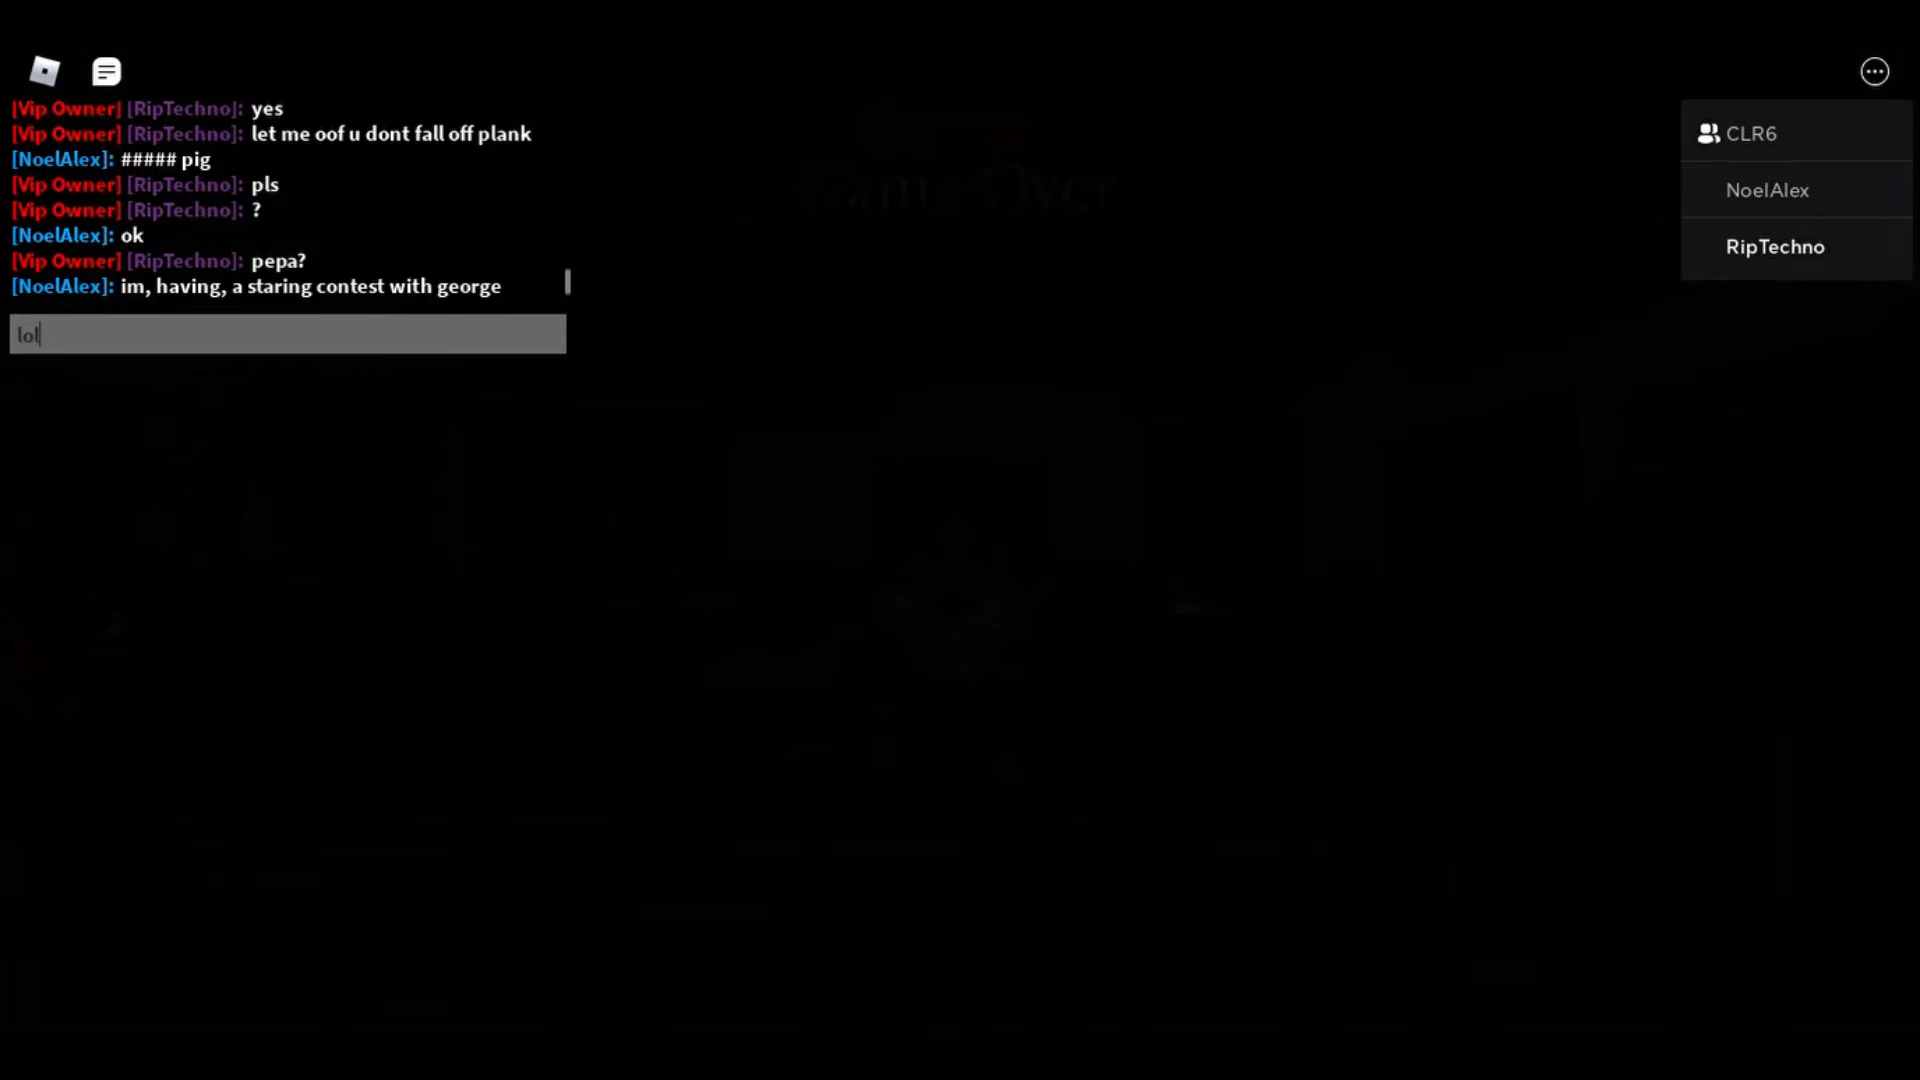 [Vip Owner] [RipTechno]: yes
[Vip Owner] [RipTechno]: let me oof u dont fall off plank
[NoelAlex]: ##### pig
[Vip Owner] [RipTechno]: pls
[Vip Owner] [RipTechno]: ?
[NoelAlex]: ok
[Vip Owner] [RipTechno]: pepa?
[NoelAlex]: im, having, a staring contest with george
lol
Game Over
CLR6
NoelAlex
RipTechno